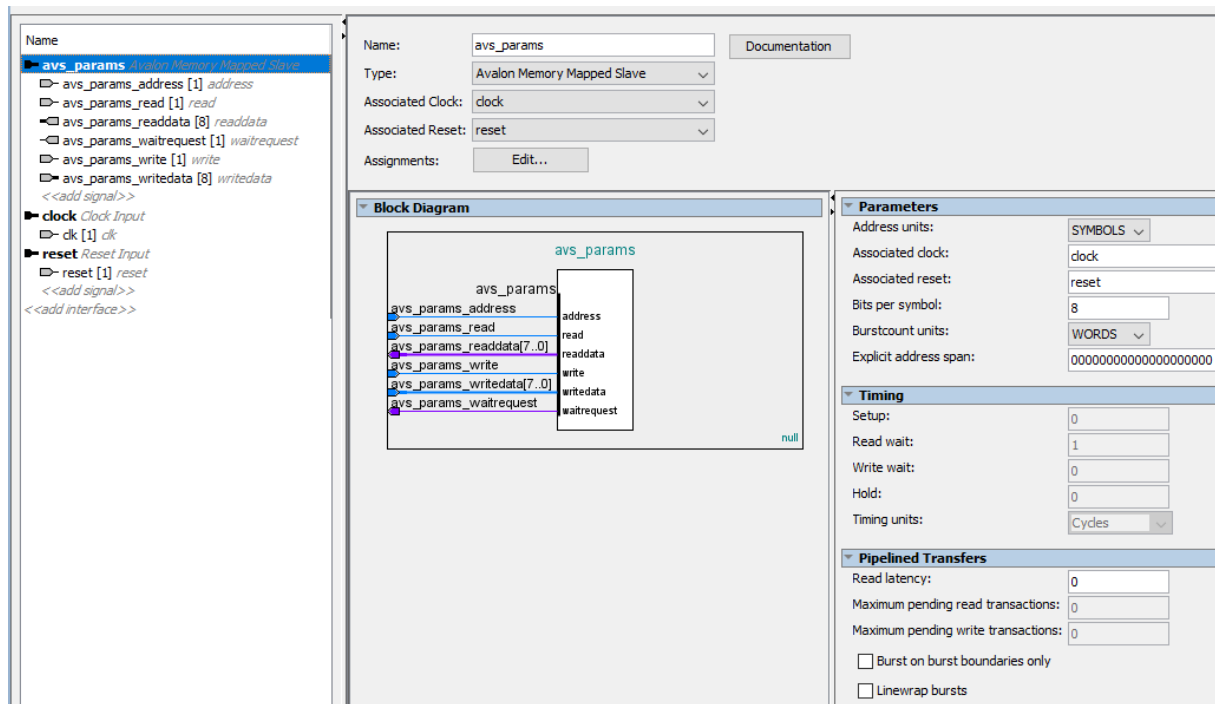 Name
avs_params Avalon Memory Mapped Slave
avs_params_address [1] address
avs_params_read [1] read
avs_params_readdata [8] readdata
avs_params_waitrequest [1] waitrequest
avs_params_write [1] write
avs_params_writedata [8] writedata
<<add signal>>
clock Clock Input
clk [1] clk
reset Reset Input
reset [1] reset
<<add signal>>
<<add interface>>
Name: avs_params Documentation
Type: Avalon Memory Mapped Slave
Associated Clock: clock
Associated Reset: reset
Assignments: Edit...
Block Diagram
avs_params
avs_params
avs_params_address address
avs_params_read read
avs_params_readdata[7..0] readdata
avs_params_write write
avs_params_writedata[7..0] writedata
avs_params_waitrequest waitrequest
null
Parameters
Address units: SYMBOLS
Associated clock: clock
Associated reset: reset
Bits per symbol: 8
Burstcount units: WORDS
Explicit address span: 00000000000000000000
Timing
Setup: 0
Read wait: 1
Write wait: 0
Hold: 0
Timing units: Cycles
Pipelined Transfers
Read latency: 0
Maximum pending read transactions: 0
Maximum pending write transactions: 0
Burst on burst boundaries only
Linewrap bursts